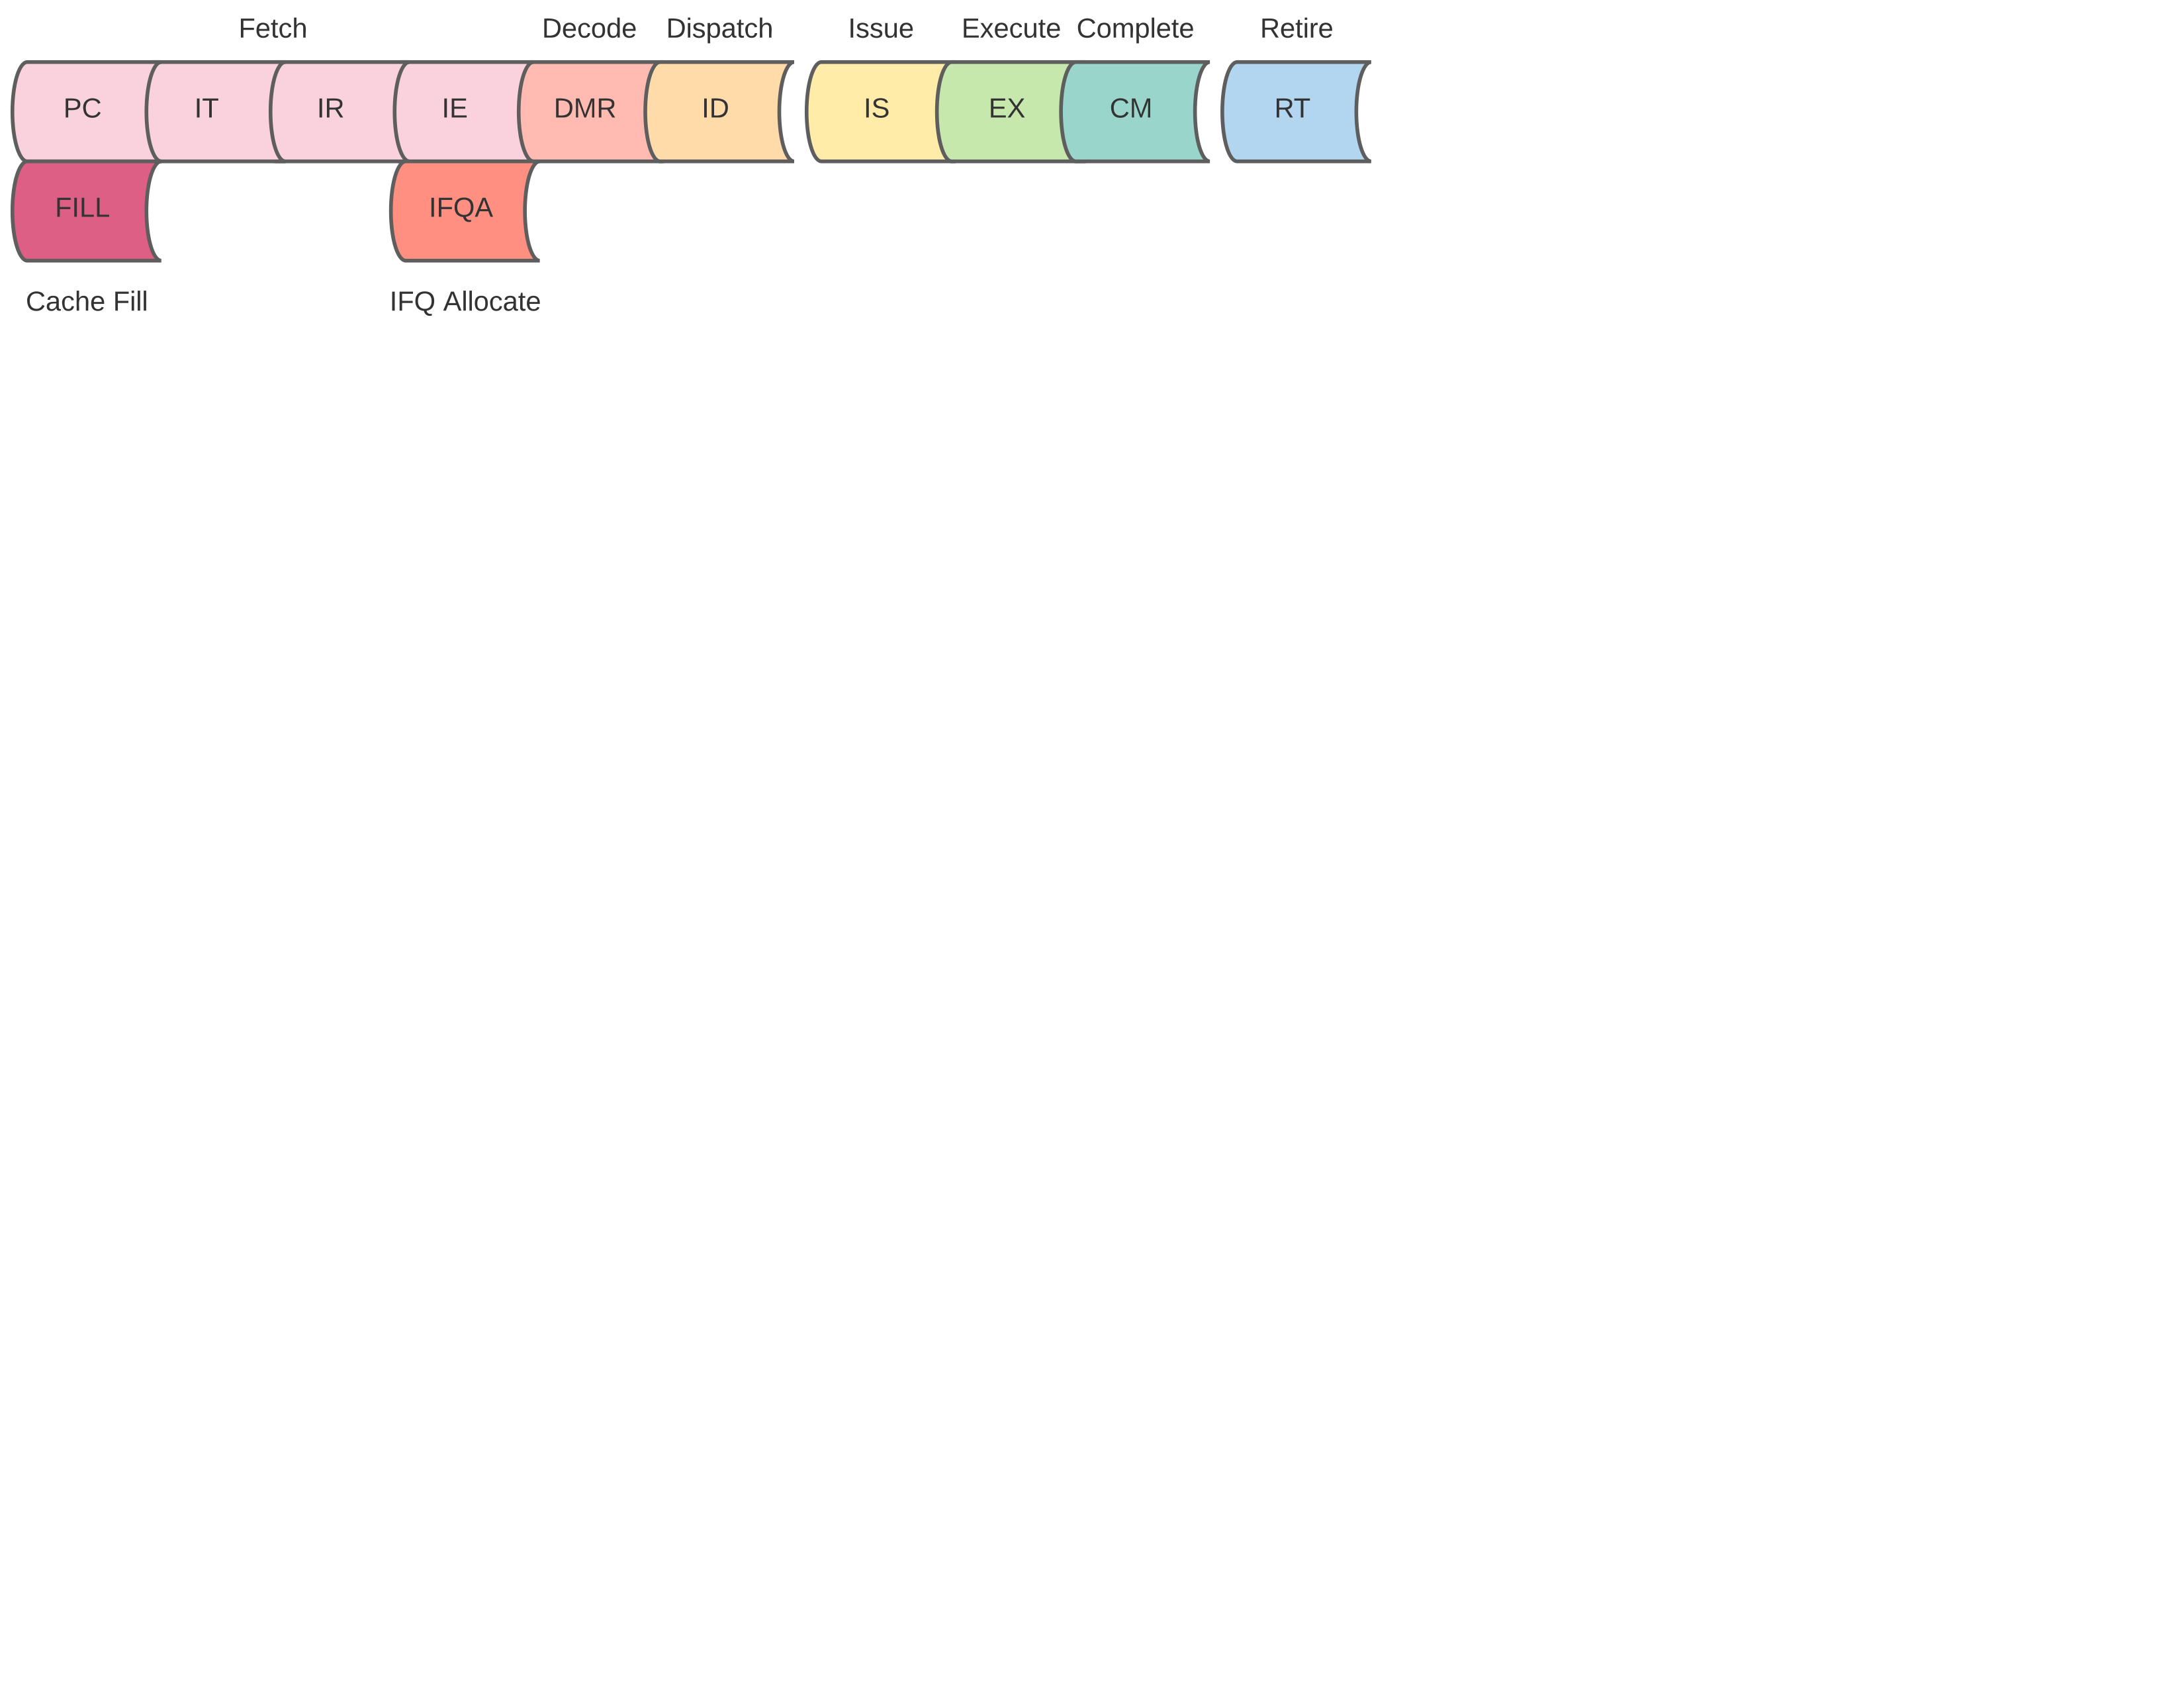 Fetch Decode Dispatch Issue Execute Complete Retire
PC IT IR IE DMR ID IS EX CM RT
FILL IFQA
Cache Fill IFQ Allocate